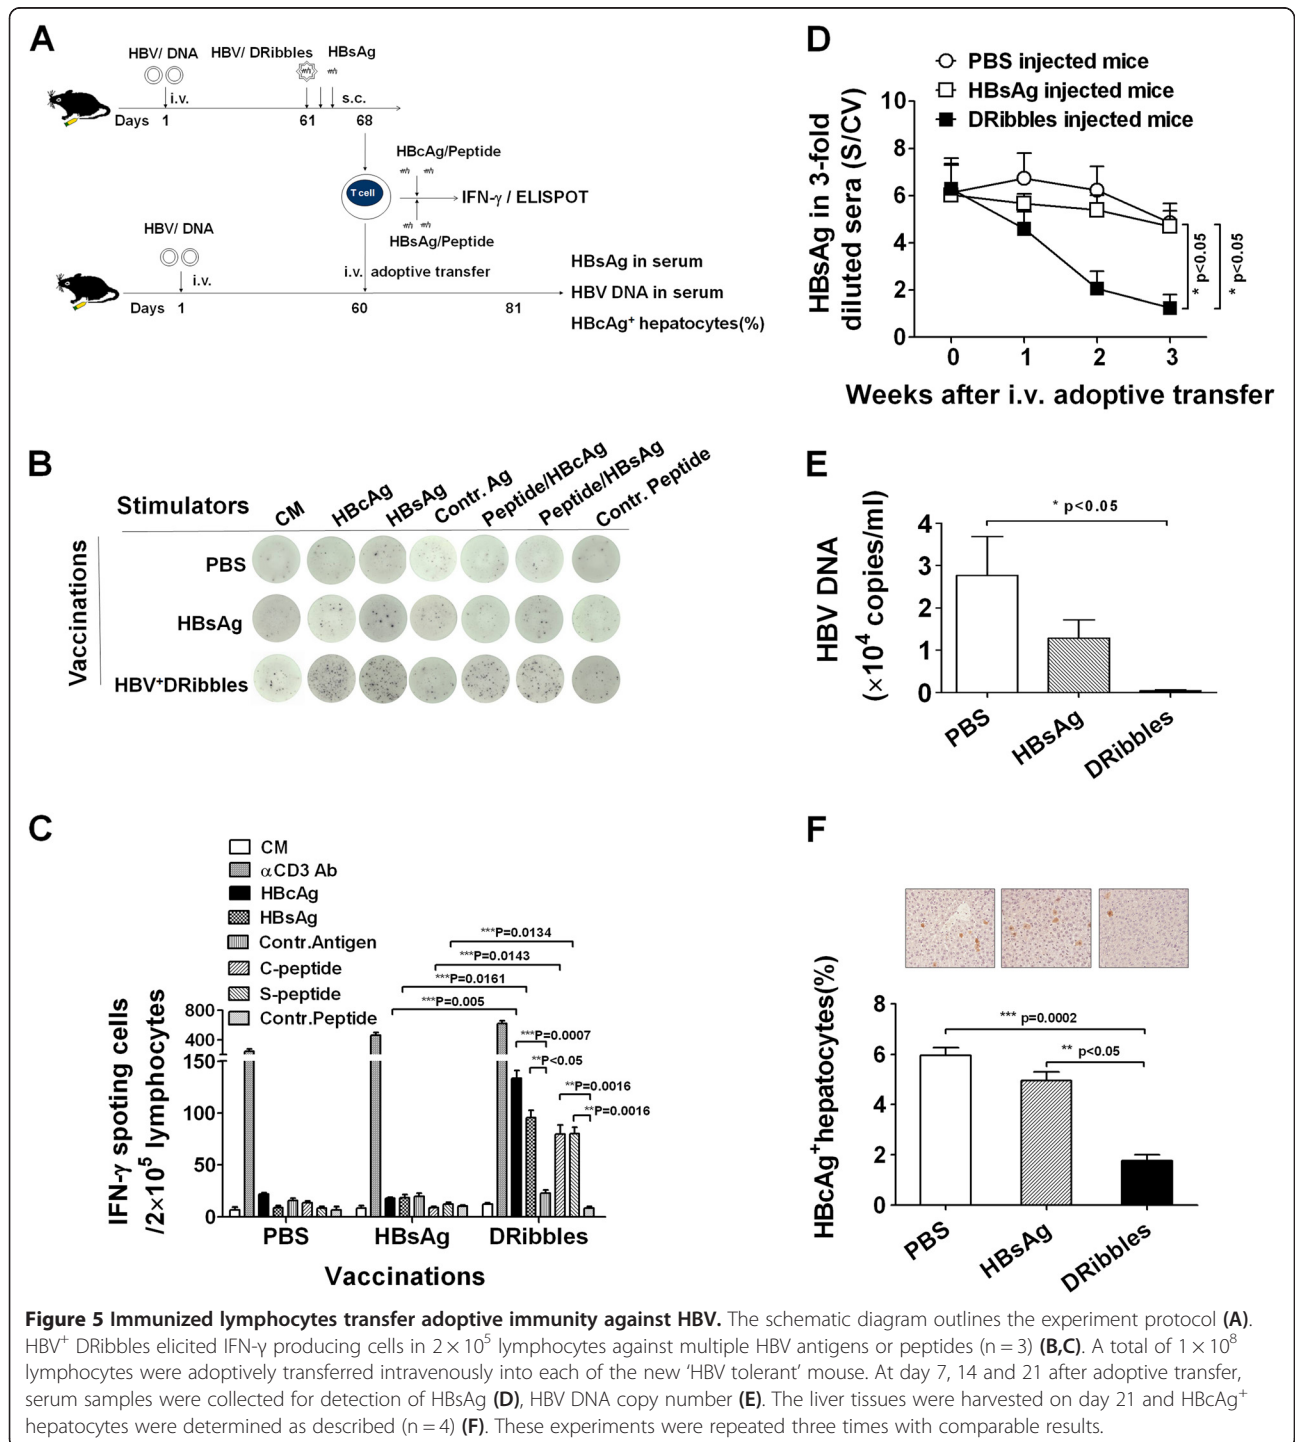 A
HBV/ DNA HBV/ DRibbles HBsAg
i.v. s.c.
Days 1 61 68
HBcAg/Peptide
T cell
IFN-γ / ELISPOT
HBsAg/Peptide
HBV/ DNA
i.v.
i.v. adoptive transfer
Days 1 60 81
HBsAg in serum
HBV DNA in serum
HBcAg⁺ hepatocytes(%)
D
PBS injected mice
HBsAg injected mice
DRibbles injected mice
HBsAg in 3-fold
diluted sera (S/CV)
10
8
6
4
2
0
0 1 2 3
* p<0.05
* p<0.05
Weeks after i.v. adoptive transfer
B
Stimulators
CM HBcAg HBsAg Contr. Ag Peptide/HBcAg Peptide/HBsAg Contr. Peptide
Vaccinations
PBS
HBsAg
HBV⁺DRibbles
E
HBV DNA
(×10⁴ copies/ml)
4
3
2
1
0
* p<0.05
PBS HBsAg DRibbles
C
CM
αCD3 Ab
HBcAg
HBsAg
Contr.Antigen
C-peptide
S-peptide
Contr.Peptide
IFN-γ spoting cells
/2×10⁵ lymphocytes
800
400
150
100
50
0
***P=0.0134
***P=0.0143
***P=0.0161
***P=0.005
***P=0.0007
**P<0.05
**P=0.0016
**P=0.0016
PBS HBsAg DRibbles
Vaccinations
F
HBcAg⁺hepatocytes(%)
8
6
4
2
0
*** p=0.0002
** p<0.05
PBS HBsAg DRibbles
Figure 5 Immunized lymphocytes transfer adoptive immunity against HBV. The schematic diagram outlines the experiment protocol (A).
HBV⁺ DRibbles elicited IFN-γ producing cells in 2 × 10⁵ lymphocytes against multiple HBV antigens or peptides (n = 3) (B,C). A total of 1 × 10⁸
lymphocytes were adoptively transferred intravenously into each of the new ‘HBV tolerant’ mouse. At day 7, 14 and 21 after adoptive transfer,
serum samples were collected for detection of HBsAg (D), HBV DNA copy number (E). The liver tissues were harvested on day 21 and HBcAg⁺
hepatocytes were determined as described (n = 4) (F). These experiments were repeated three times with comparable results.